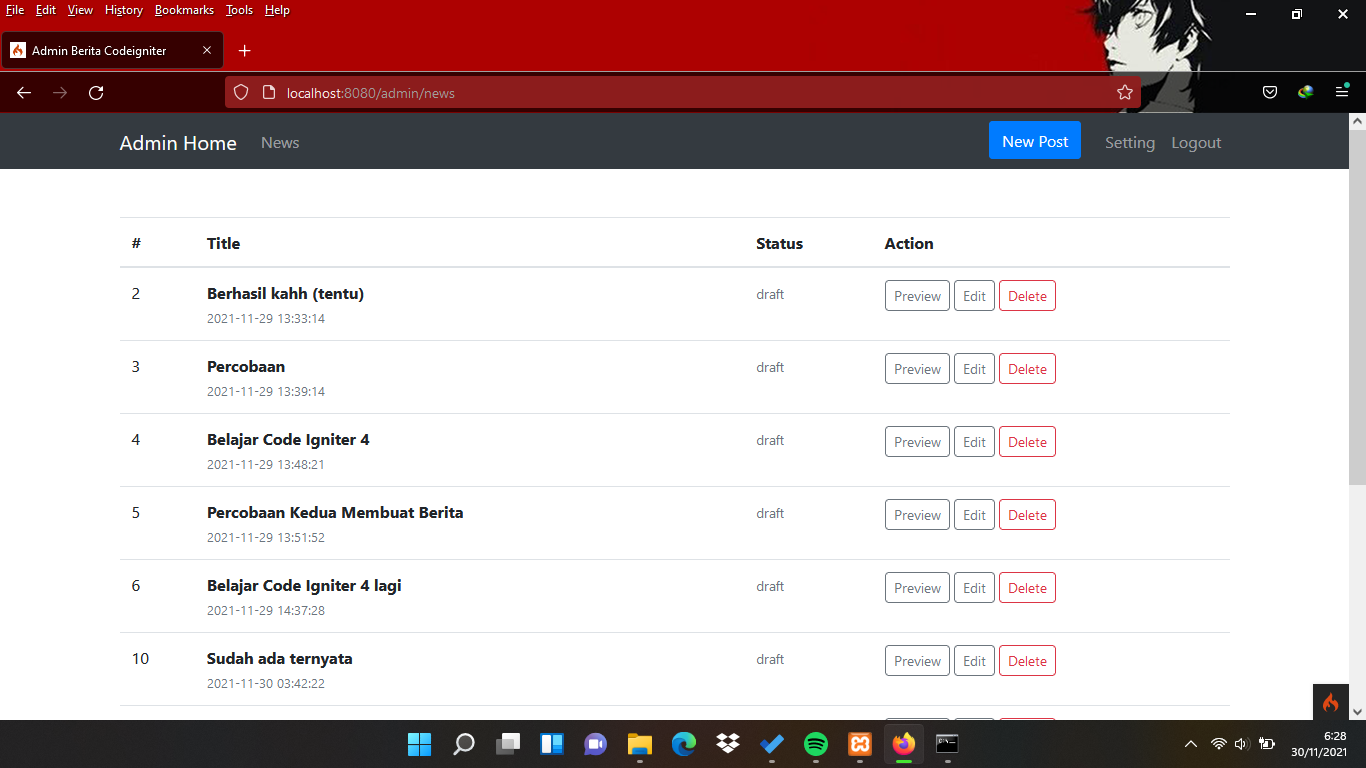 File Edit View History Bookmarks Tools Help
Admin Berita Codeigniter
localhost:8080/admin/news
Admin Home News New Post Setting Logout
# Title Status Action
2 Berhasil kahh (tentu) draft Preview Edit Delete
2021-11-29 13:33:14
3 Percobaan draft Preview Edit Delete
2021-11-29 13:39:14
4 Belajar Code Igniter 4 draft Preview Edit Delete
2021-11-29 13:48:21
5 Percobaan Kedua Membuat Berita draft Preview Edit Delete
2021-11-29 13:51:52
6 Belajar Code Igniter 4 lagi draft Preview Edit Delete
2021-11-29 14:37:28
10 Sudah ada ternyata draft Preview Edit Delete
2021-11-30 03:42:22
6:28
30/11/2021